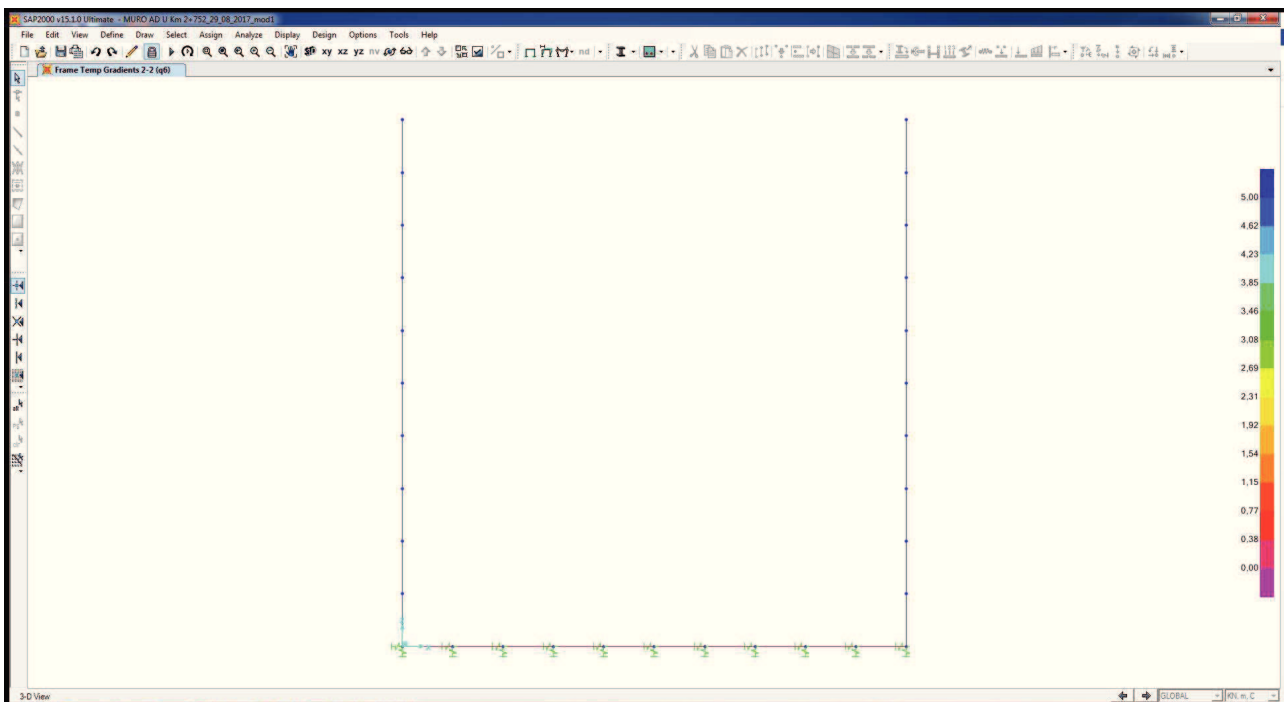 SAP2000 v15.1.0 Ultimate - MURO AD U Km 2+752_29_08_2017_mod1
File Edit View Define Draw Select Assign Analyze Display Design Options Tools Help
xy xz yz nv nd
Frame Temp Gradients 2-2 (q6)
5,00
4,62
4,23
3,85
3,46
3,08
2,69
2,31
1,92
1,54
1,15
0,77
0,38
0,00
3-D View
GLOBAL
KN, m, C